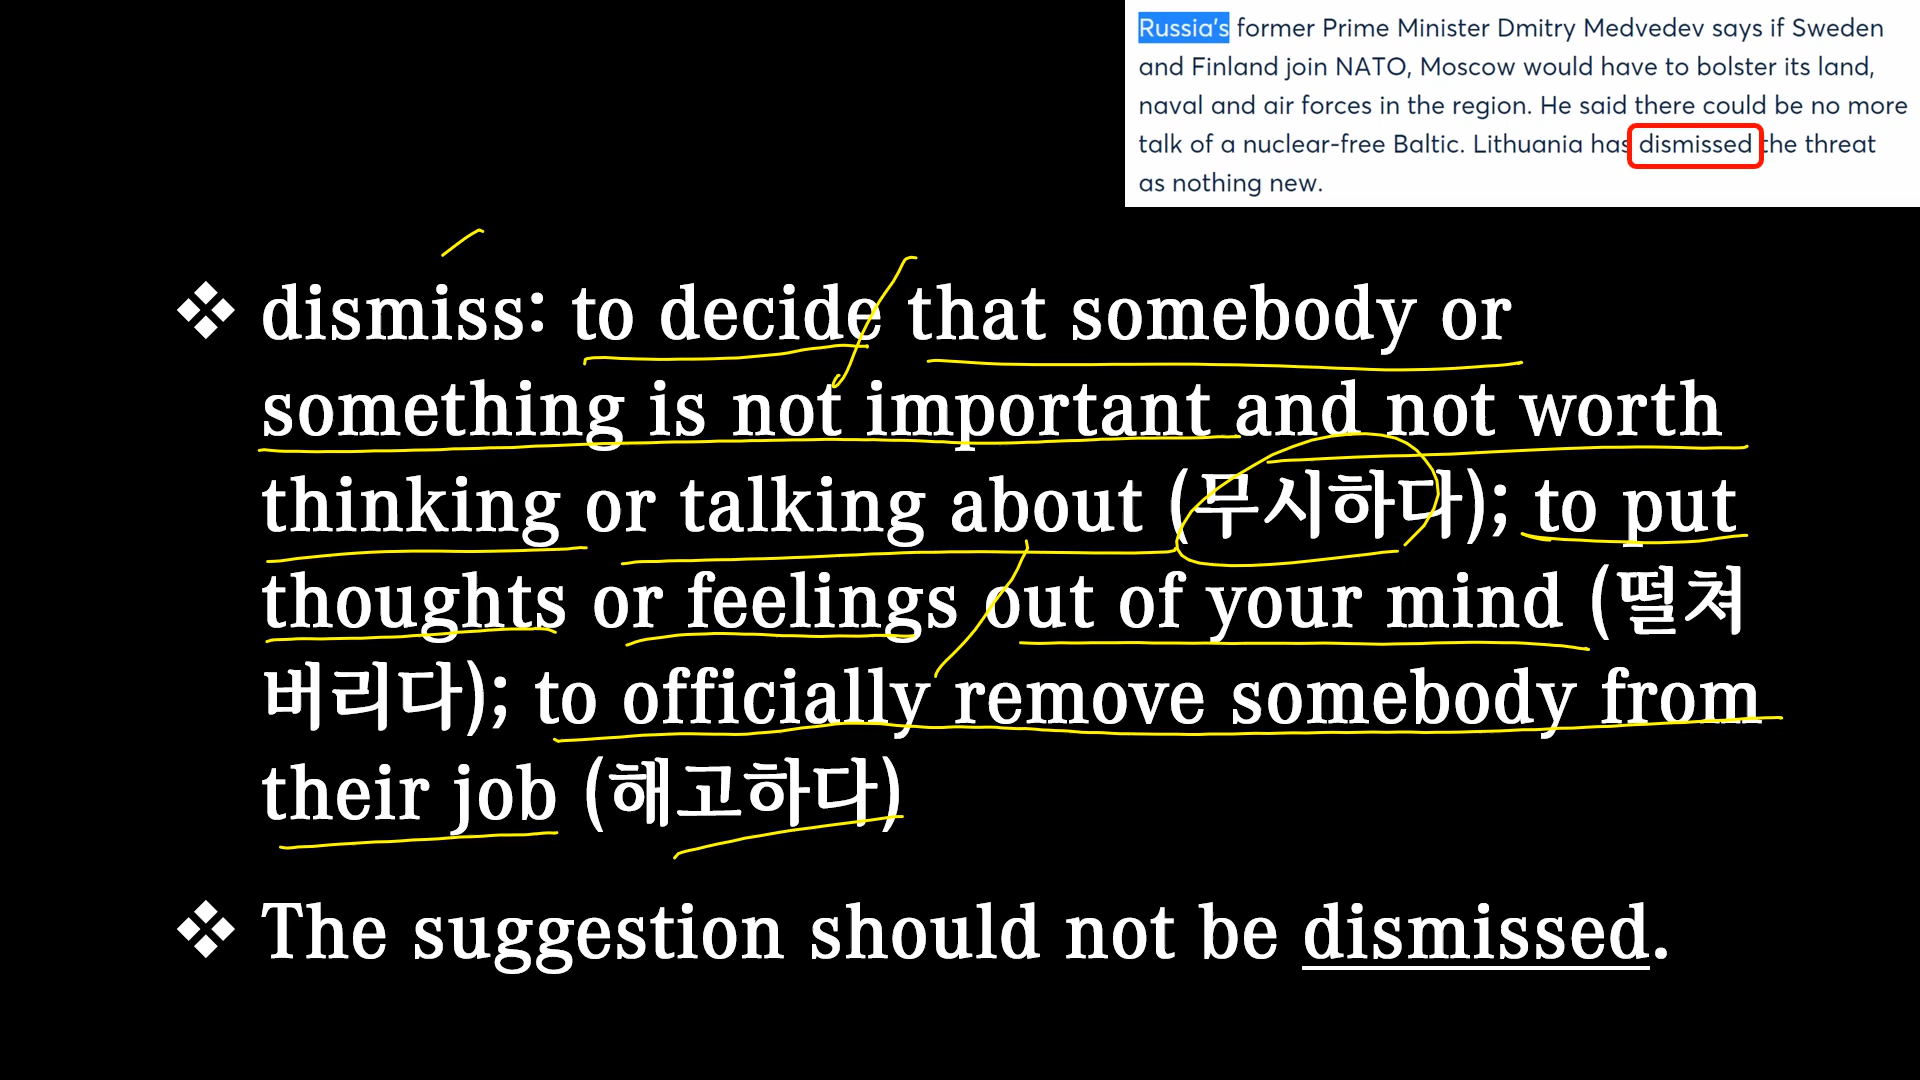 Russia's former Prime Minister Dmitry Medvedev says if Sweden
and Finland join NATO, Moscow would have to bolster its land,
naval and air forces in the region. He said there could be no more
talk of a nuclear-free Baltic. Lithuania has dismissed the threat
as nothing new.
❖ dismiss: to decide that somebody or
something is not important and not worth
thinking or talking about (무시하다); to put
thoughts or feelings out of your mind (떨쳐
버리다); to officially remove somebody from
their job (해고하다)
❖ The suggestion should not be dismissed.